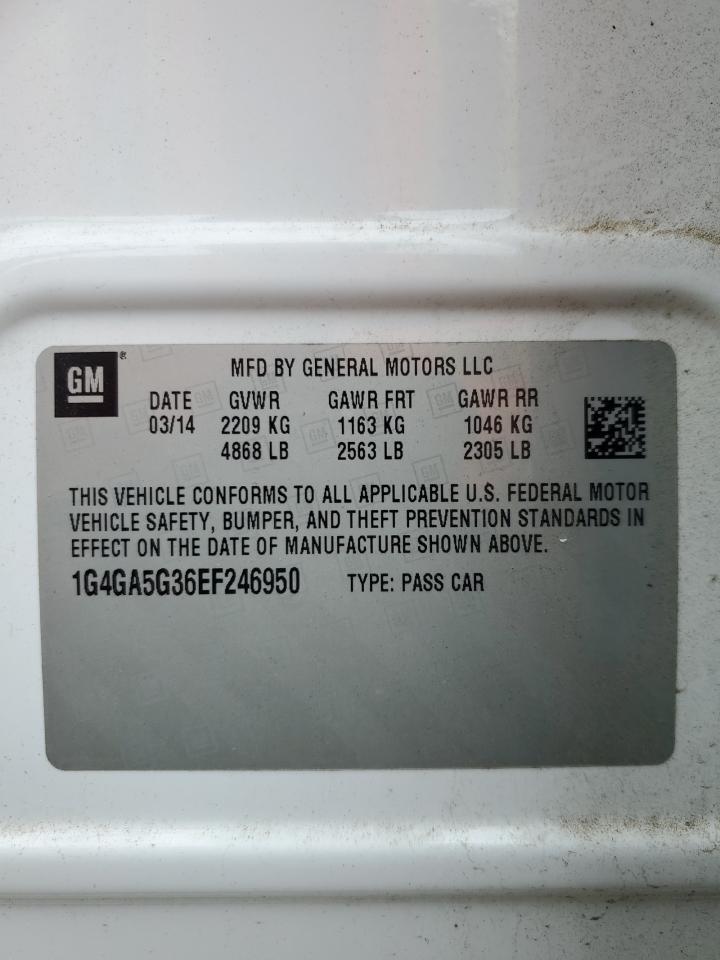 GM®
MFD BY GENERAL MOTORS LLC
DATE GVWR GAWR FRT GAWR RR
03/14 2209 KG 1163 KG 1046 KG
4868 LB 2563 LB 2305 LB
THIS VEHICLE CONFORMS TO ALL APPLICABLE U.S. FEDERAL MOTOR
VEHICLE SAFETY, BUMPER, AND THEFT PREVENTION STANDARDS IN
EFFECT ON THE DATE OF MANUFACTURE SHOWN ABOVE.
1G4GA5G36EF246950 TYPE: PASS CAR